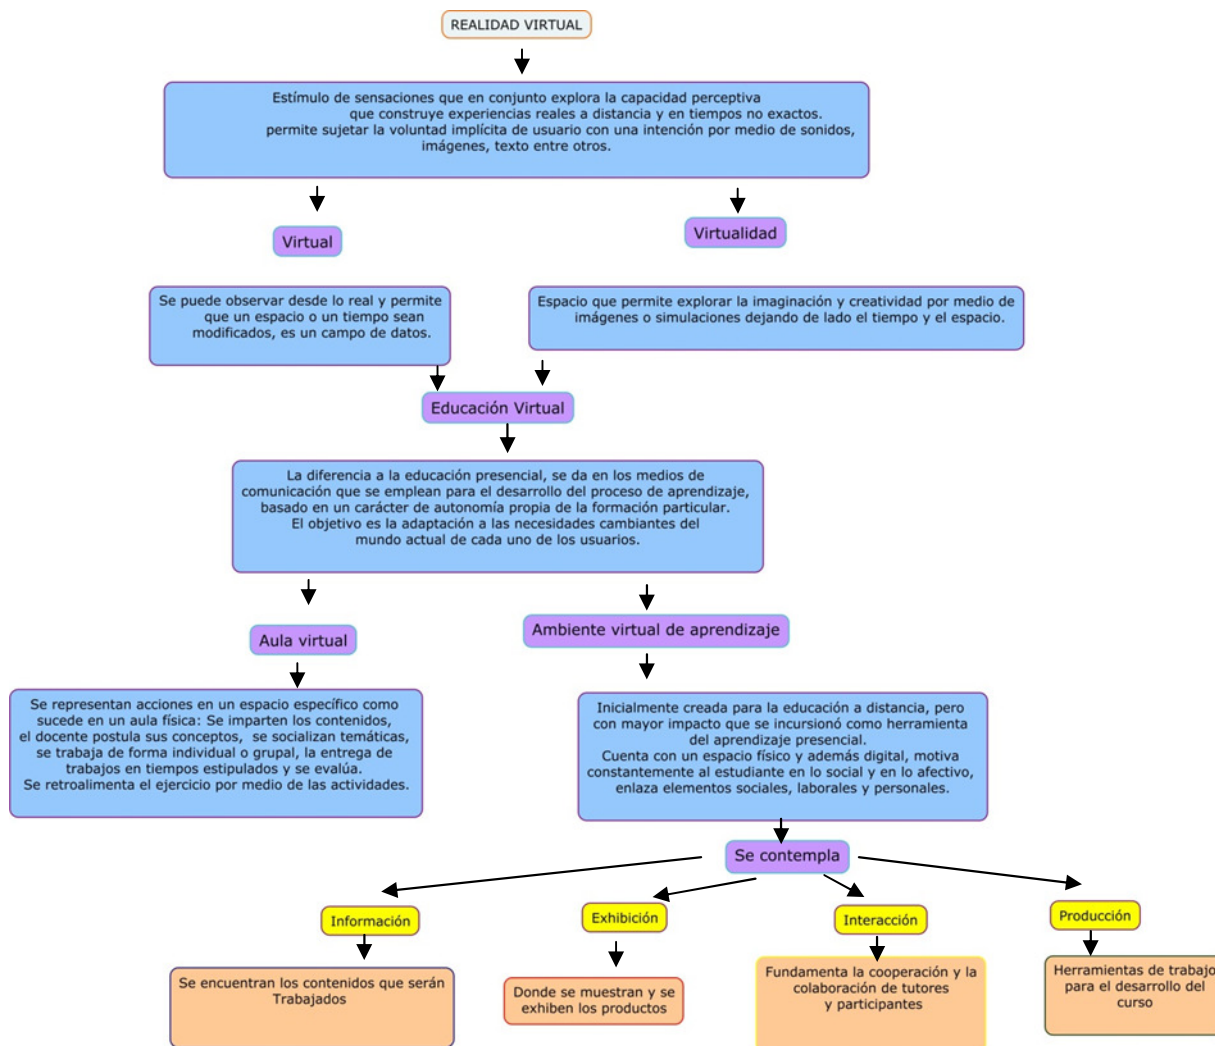 REALIDAD VIRTUAL
Estímulo de sensaciones que en conjunto explora la capacidad perceptiva
que construye experiencias reales a distancia y en tiempos no exactos.
permite sujetar la voluntad implícita de usuario con una intención por medio de sonidos,
imágenes, texto entre otros.
Virtual
Virtualidad
Se puede observar desde lo real y permite
que un espacio o un tiempo sean
modificados, es un campo de datos.
Espacio que permite explorar la imaginación y creatividad por medio de
imágenes o simulaciones dejando de lado el tiempo y el espacio.
Educación Virtual
La diferencia a la educación presencial, se da en los medios de
comunicación que se emplean para el desarrollo del proceso de aprendizaje,
basado en un carácter de autonomía propia de la formación particular.
El objetivo es la adaptación a las necesidades cambiantes del
mundo actual de cada uno de los usuarios.
Aula virtual
Ambiente virtual de aprendizaje
Se representan acciones en un espacio específico como
sucede en un aula física: Se imparten los contenidos,
el docente postula sus conceptos, se socializan temáticas,
se trabaja de forma individual o grupal, la entrega de
trabajos en tiempos estipulados y se evalúa.
Se retroalimenta el ejercicio por medio de las actividades.
Inicialmente creada para la educación a distancia, pero
con mayor impacto que se incursionó como herramienta
del aprendizaje presencial.
Cuenta con un espacio físico y además digital, motiva
constantemente al estudiante en lo social y en lo afectivo,
enlaza elementos sociales, laborales y personales.
Se contempla
Información
Exhibición
Interacción
Producción
Se encuentran los contenidos que serán
Trabajados
Donde se muestran y se
exhiben los productos
Fundamenta la cooperación y la
colaboración de tutores
y participantes
Herramientas de trabajo
para el desarrollo del
curso